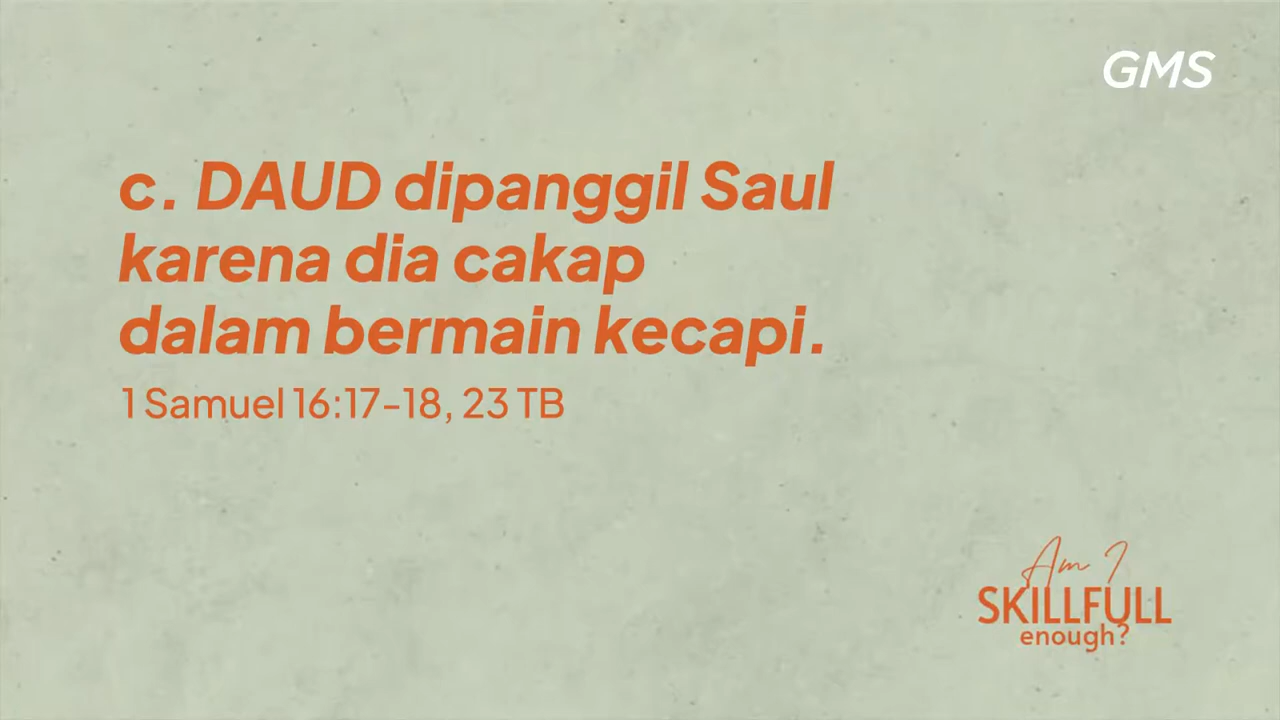 GMS
c. DAUD dipanggil Saul
karena dia cakap
dalam bermain kecapi.
1 Samuel 16:17-18, 23 TB
Am I
SKILLFULL
enough?